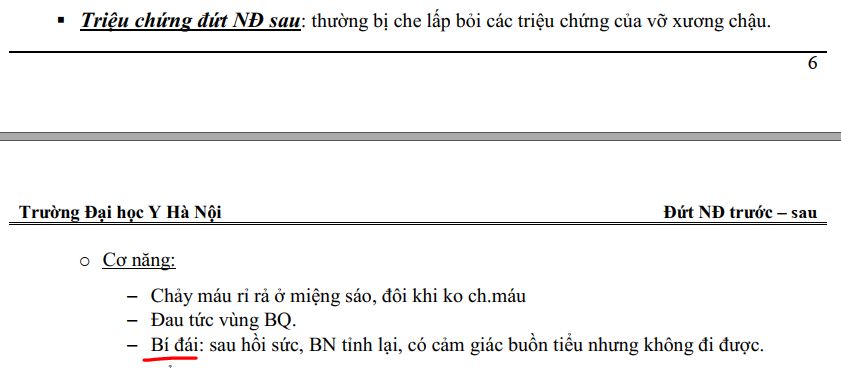 ▪ Triệu chứng đứt NĐ sau: thường bị che lấp bỏi các triệu chứng của vỡ xương chậu.
6
Trường Đại học Y Hà Nội Đứt NĐ trước – sau
o Cơ năng:
− Chảy máu rỉ rả ở miệng sáo, đôi khi ko ch.máu
− Đau tức vùng BQ.
− Bí đái: sau hồi sức, BN tỉnh lại, có cảm giác buồn tiểu nhưng không đi được.